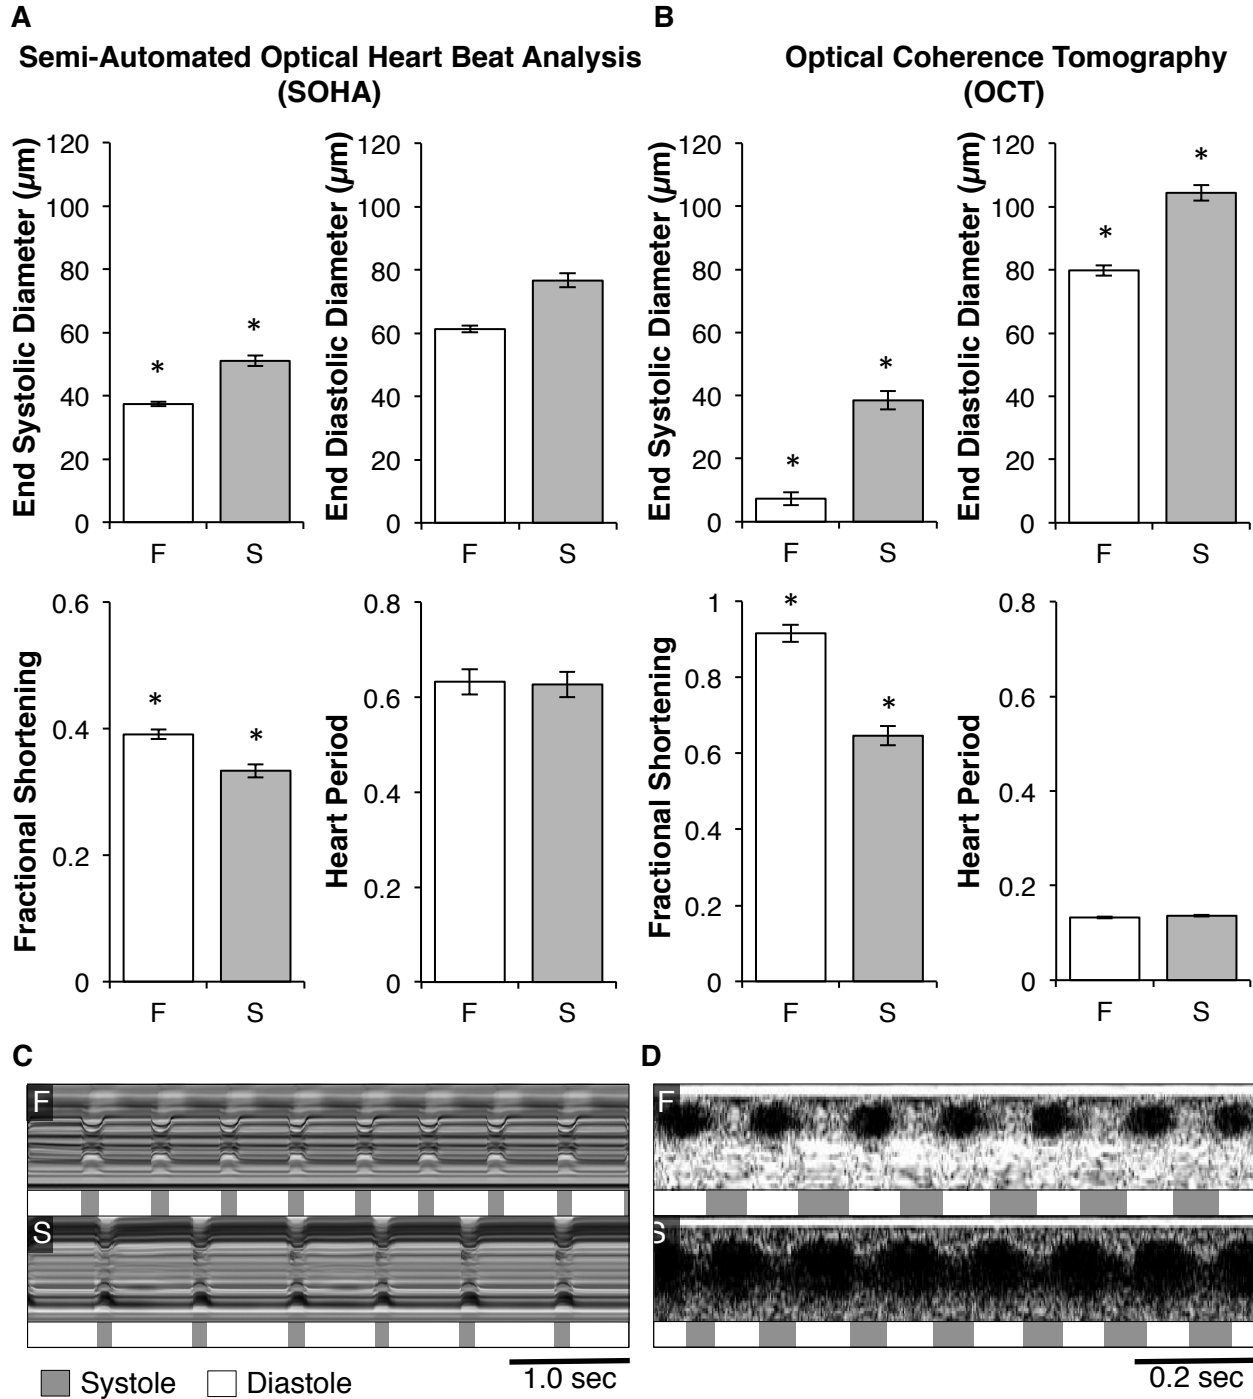 A
Semi-Automated Optical Heart Beat Analysis
(SOHA)
End Systolic Diameter (µm)
120
100
80
60
40
20
0
*
*
F
S
End Diastolic Diameter (µm)
120
100
80
60
40
20
0
F
S
Fractional Shortening
0.6
0.4
0.2
0
*
*
F
S
Heart Period
0.8
0.6
0.4
0.2
0
F
S
B
Optical Coherence Tomography
(OCT)
End Systolic Diameter (µm)
120
100
80
60
40
20
0
*
*
F
S
End Diastolic Diameter (µm)
120
100
80
60
40
20
0
*
*
F
S
Fractional Shortening
1
0.8
0.6
0.4
0.2
0
*
*
F
S
Heart Period
0.8
0.6
0.4
0.2
0
F
S
C
F
S
Systole
Diastole
1.0 sec
D
F
S
0.2 sec